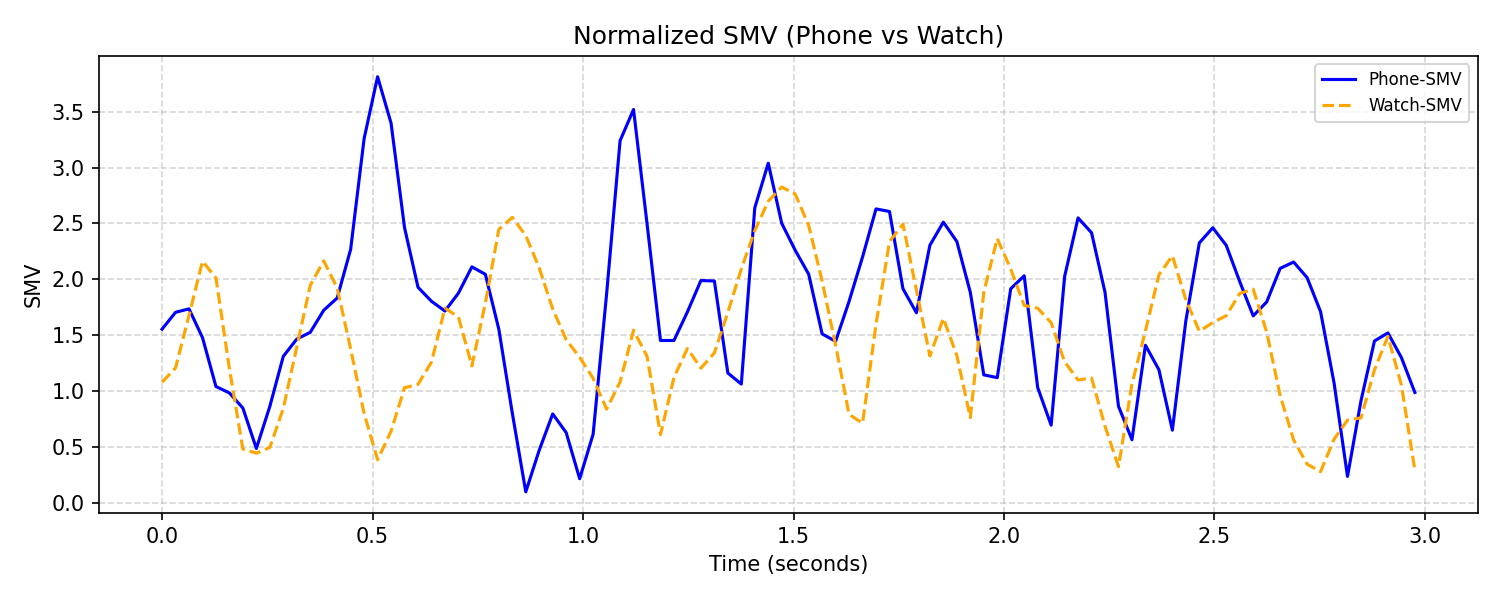 Normalized SMV (Phone vs Watch)
Phone-SMV
Watch-SMV
SMV
3.5
3.0
2.5
2.0
1.5
1.0
0.5
0.0
0.0 0.5 1.0 1.5 2.0 2.5 3.0
Time (seconds)